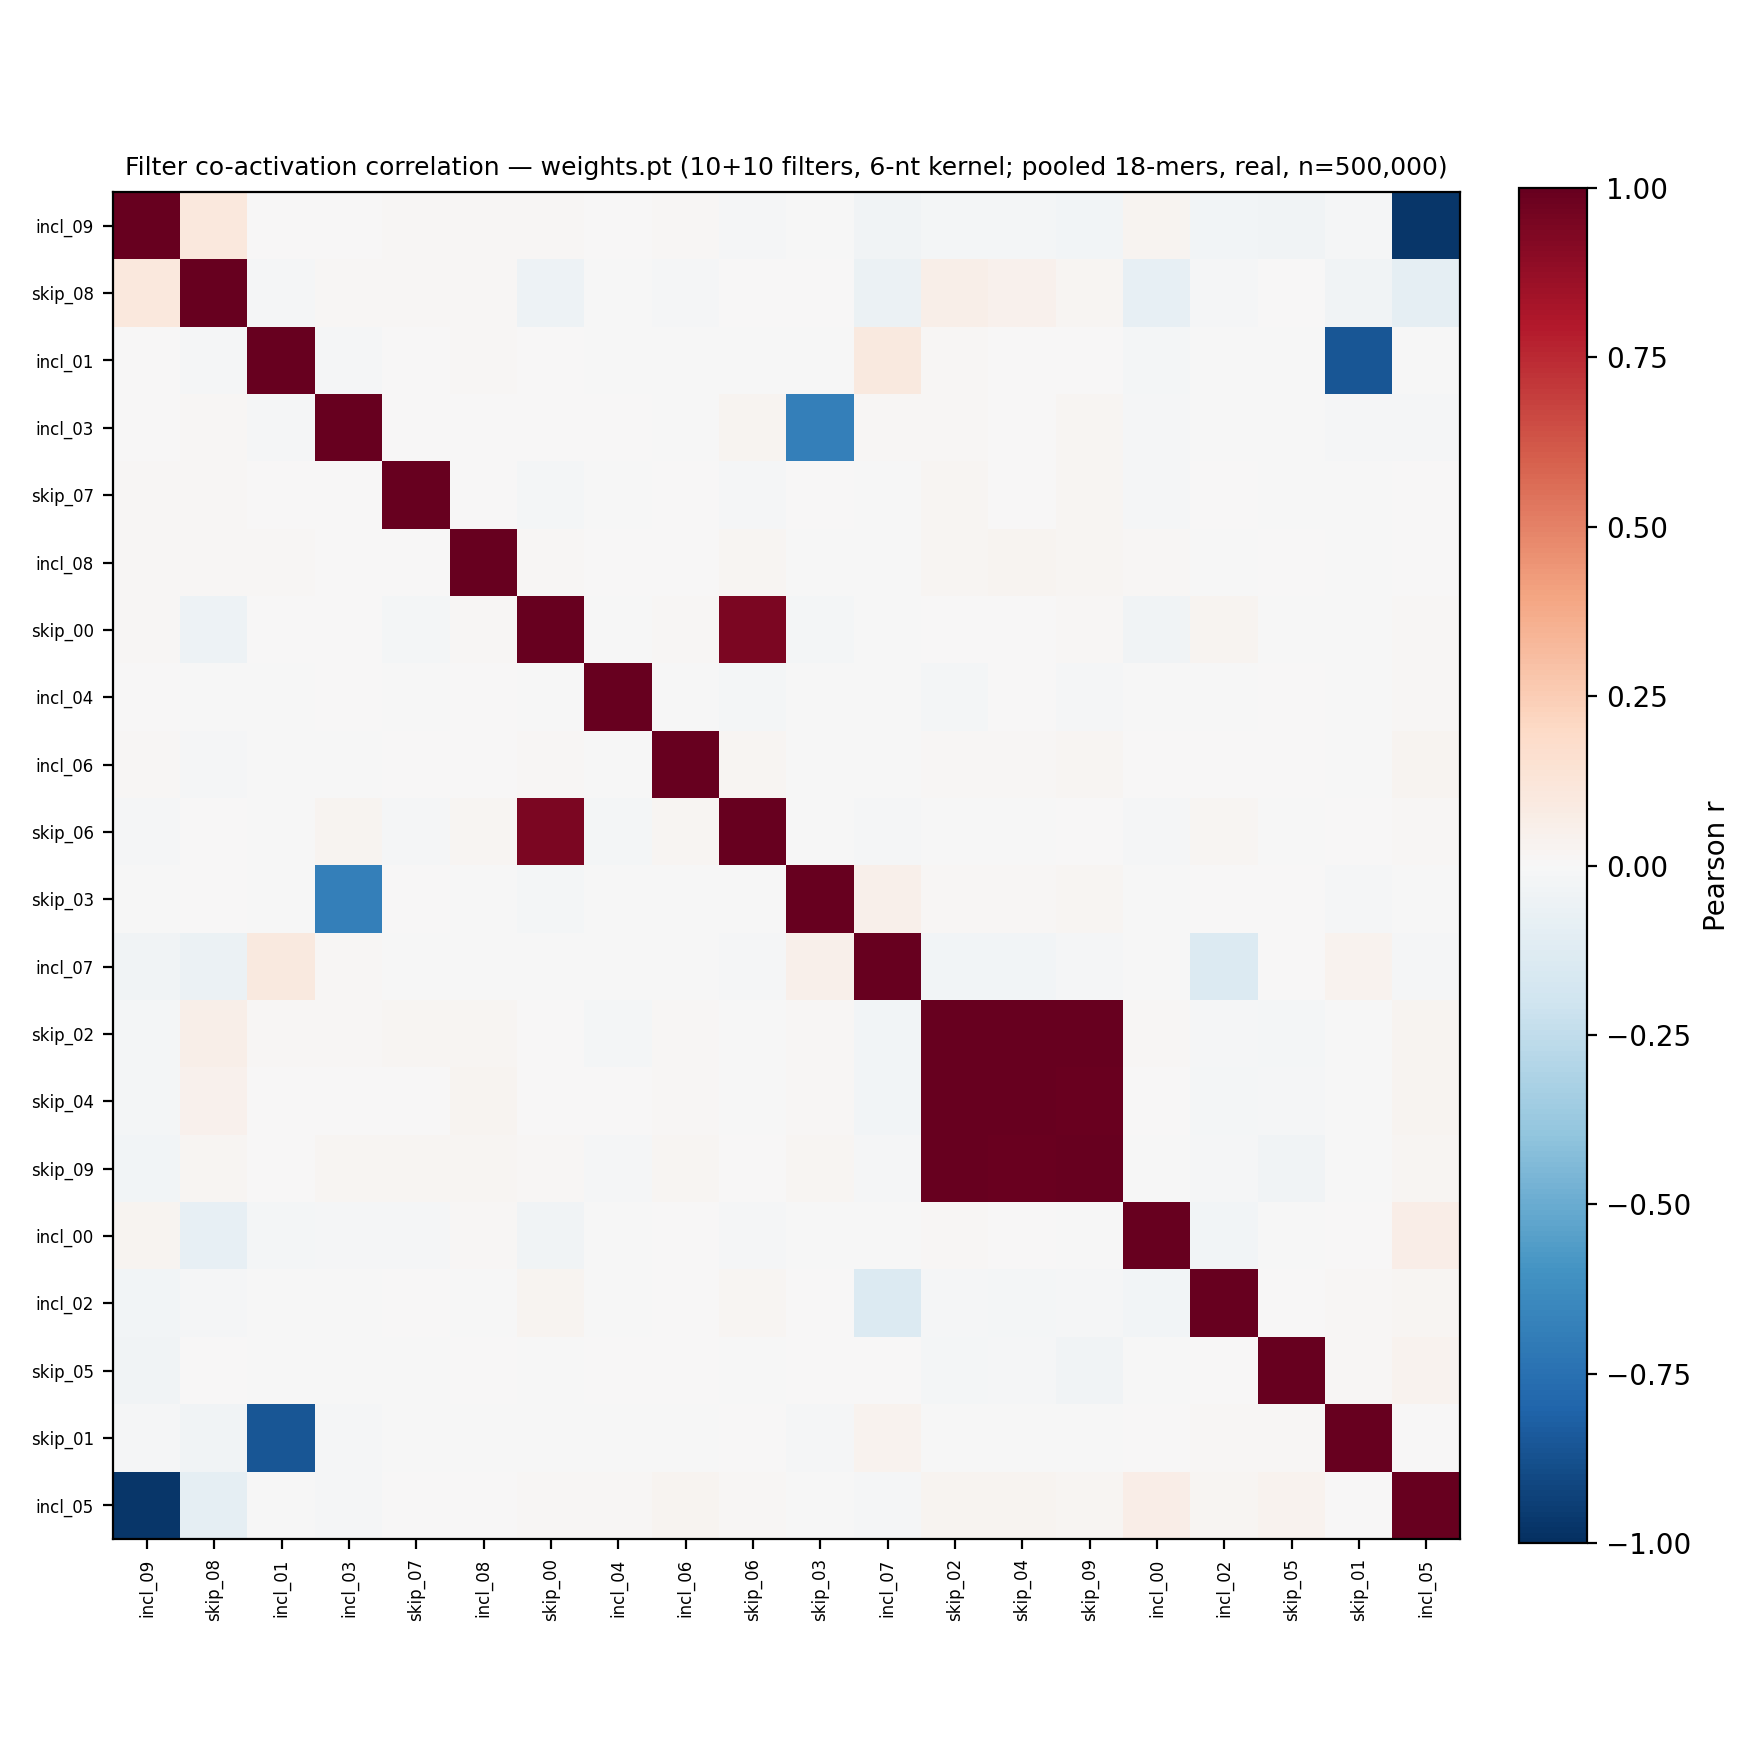 Filter co-activation correlation — weights.pt (10+10 filters, 6-nt kernel; pooled 18-mers, real, n=500,000)
incl_09
skip_08
incl_01
incl_03
skip_07
incl_08
skip_00
incl_04
incl_06
skip_06
skip_03
incl_07
skip_02
skip_04
skip_09
incl_00
incl_02
skip_05
skip_01
incl_05
incl_09
skip_08
incl_01
incl_03
skip_07
incl_08
skip_00
incl_04
incl_06
skip_06
skip_03
incl_07
skip_02
skip_04
skip_09
incl_00
incl_02
skip_05
skip_01
incl_05
1.00
0.75
0.50
0.25
0.00
−0.25
−0.50
−0.75
−1.00
Pearson r